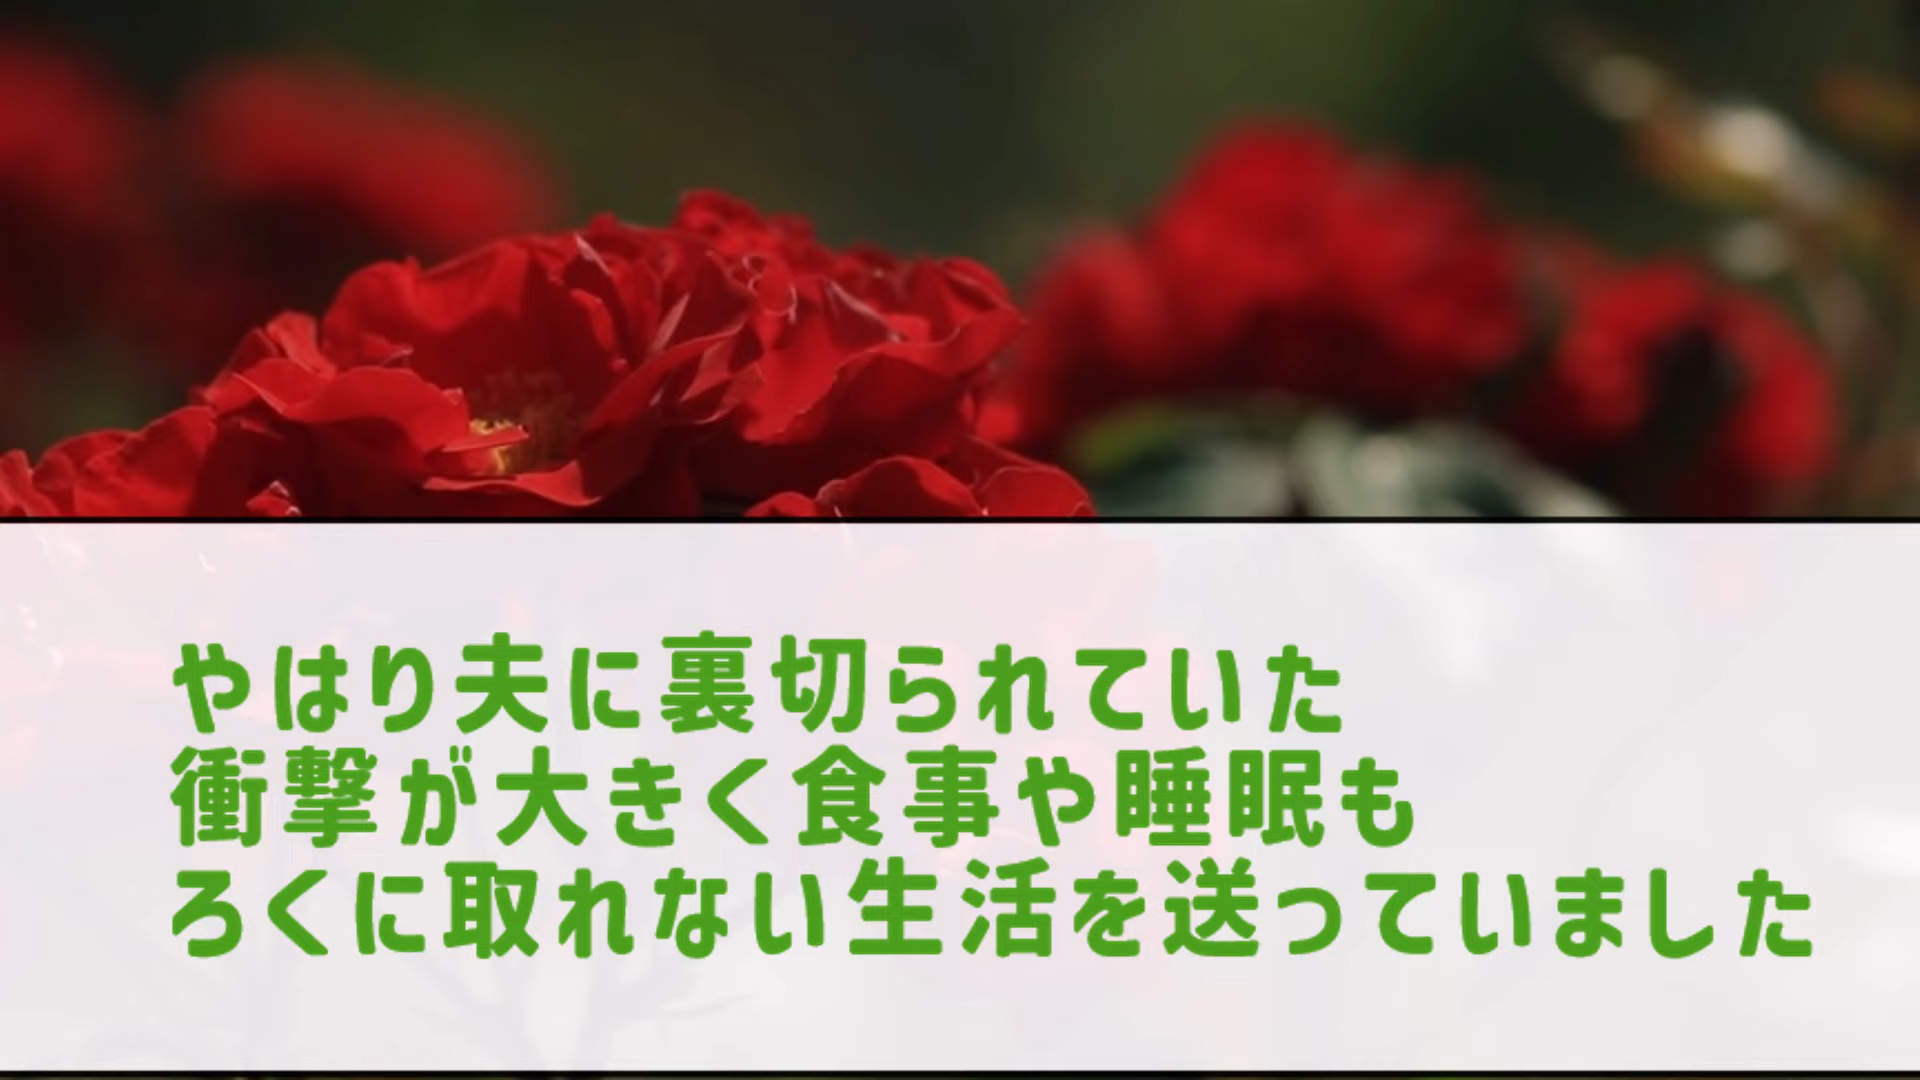 やはり夫に裏切られていた
衝撃が大きく食事や睡眠も
ろくに取れない生活を送っていました